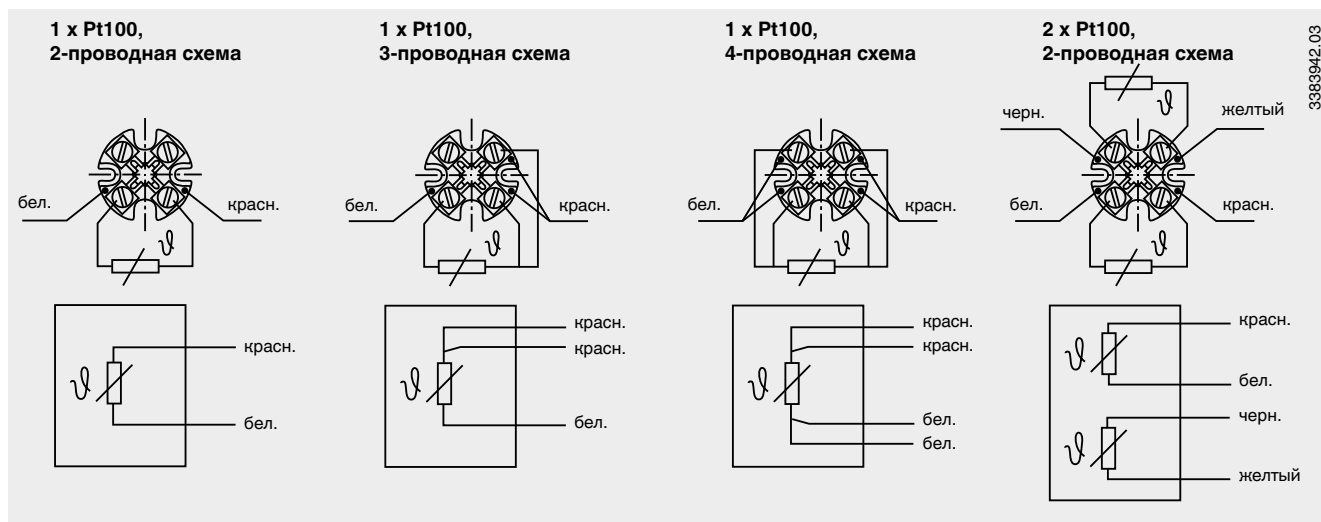 1 x Pt100,
2-проводная схема
бел.
красн.
ϑ
красн.
ϑ
бел.
1 x Pt100,
3-проводная схема
бел.
красн.
ϑ
красн.
красн.
ϑ
бел.
1 x Pt100,
4-проводная схема
бел.
красн.
ϑ
красн.
красн.
ϑ
бел.
бел.
2 x Pt100,
2-проводная схема
ϑ
черн.
желтый
бел.
красн.
ϑ
красн.
ϑ
бел.
черн.
ϑ
желтый
3383942.03